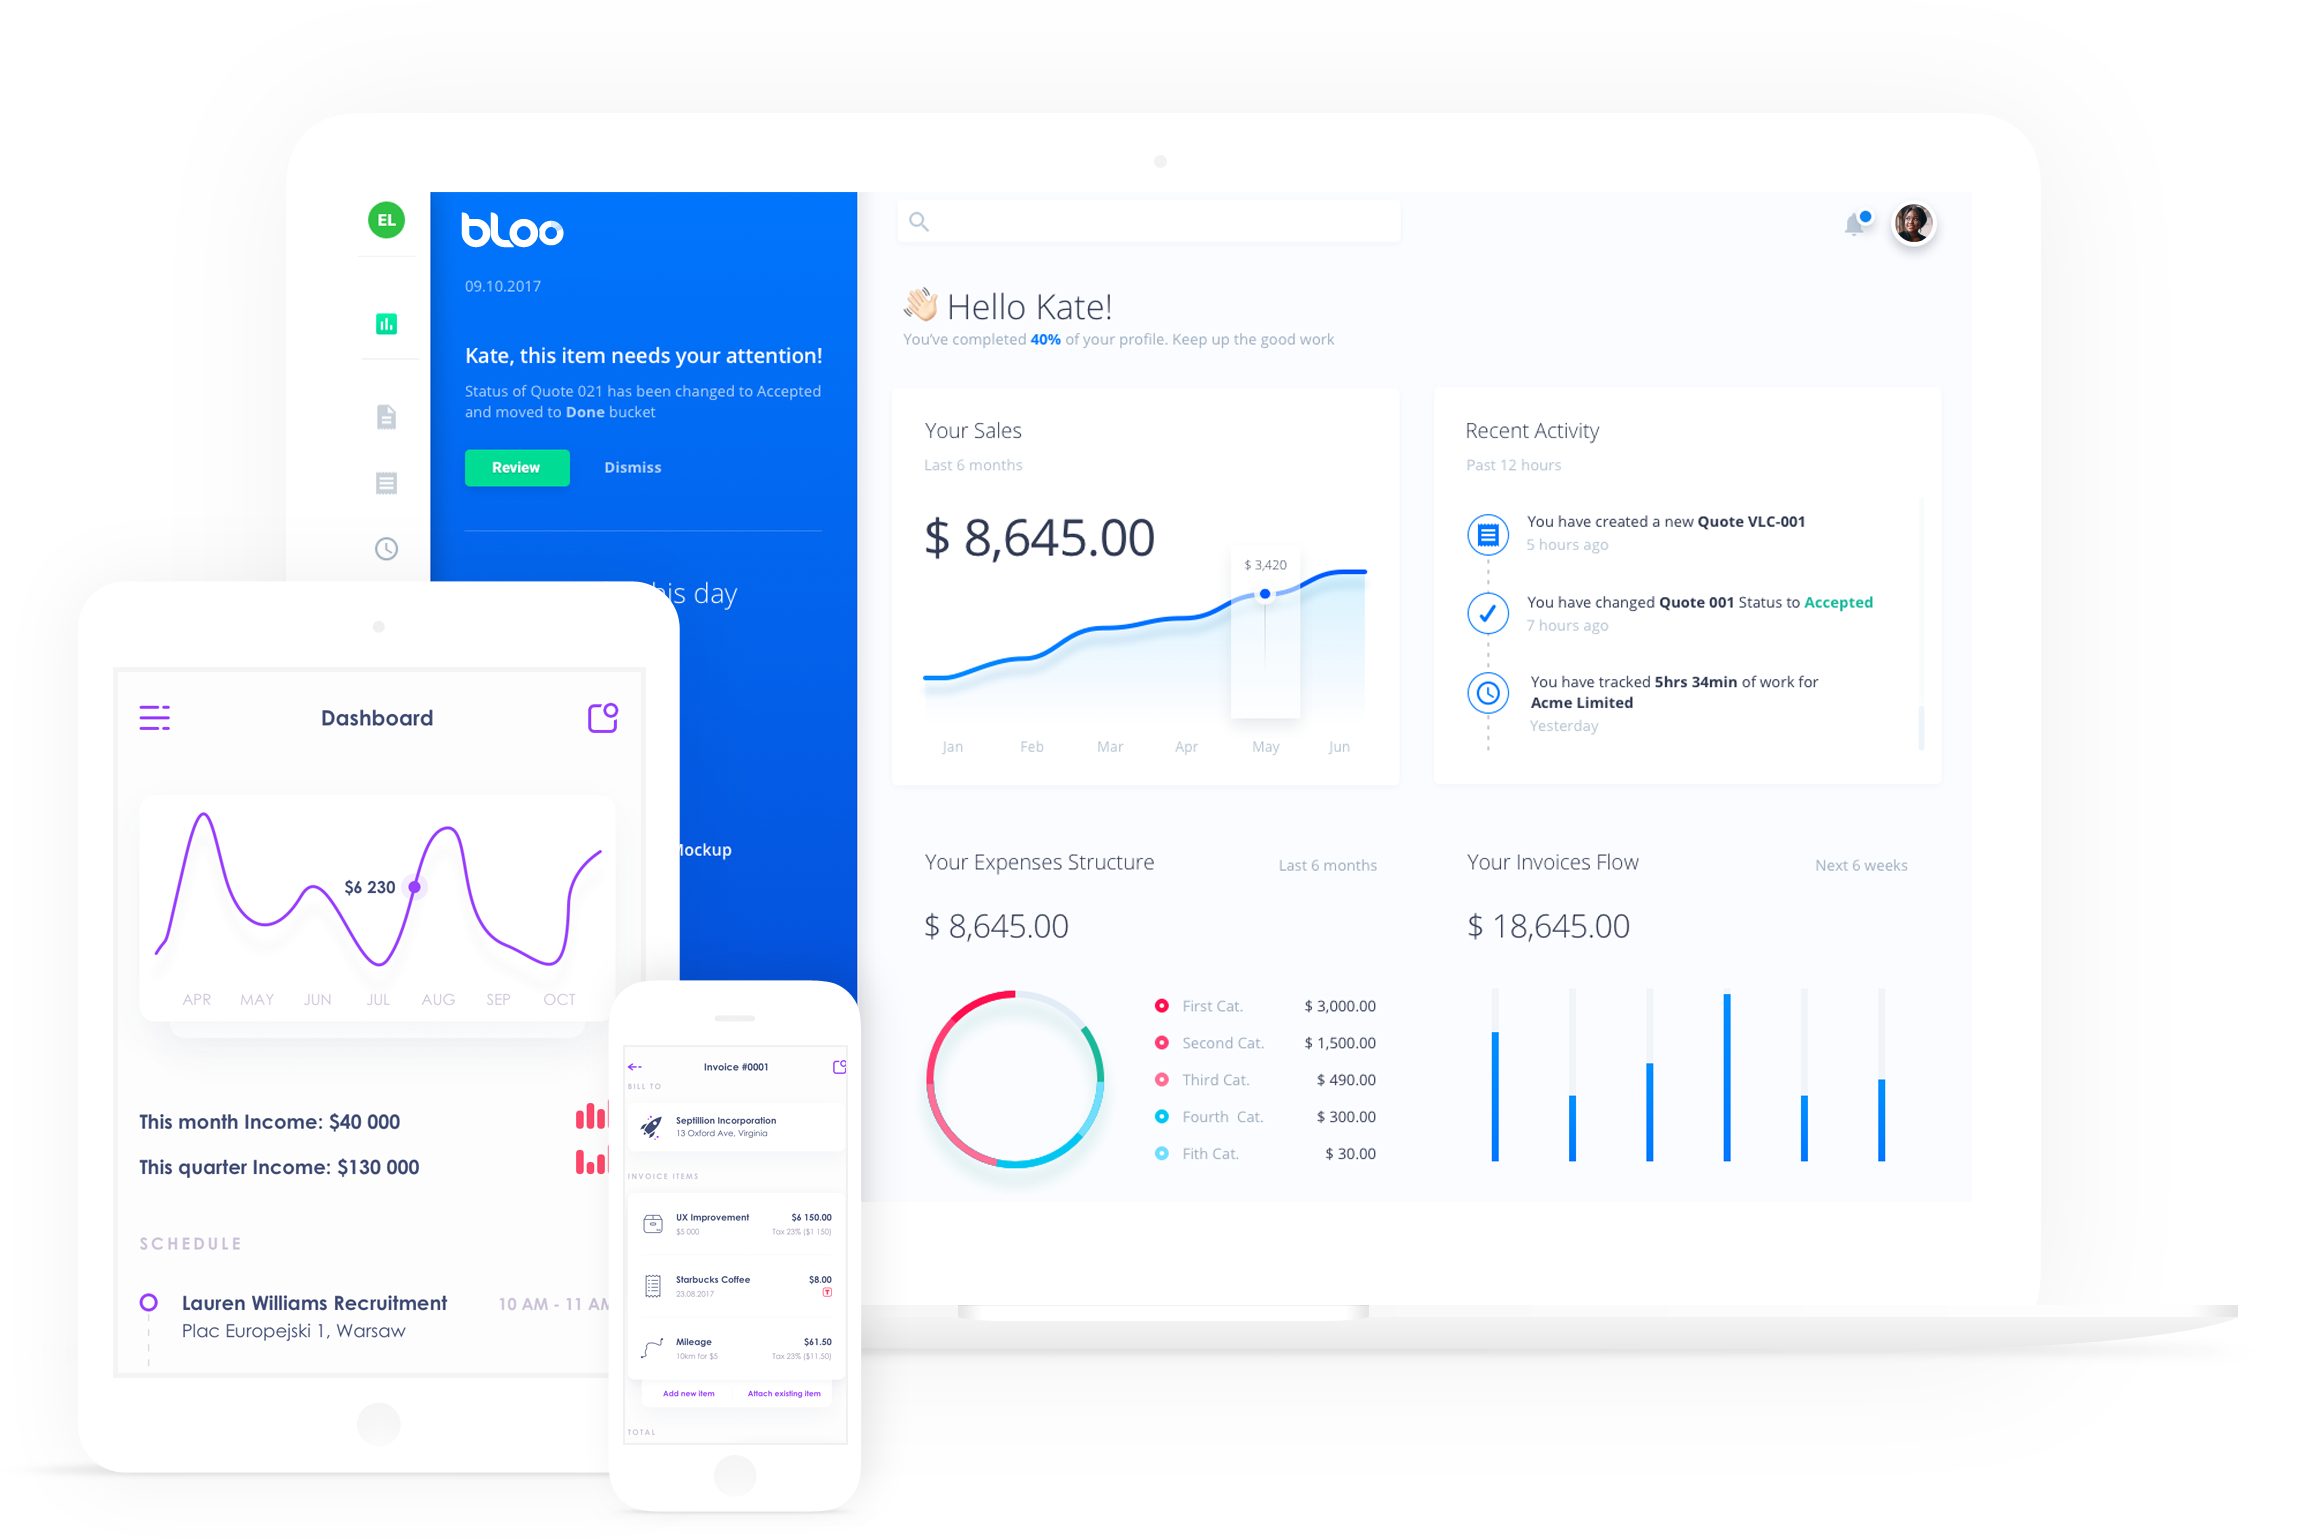 EL
bloo
09.10.2017
Kate, this item needs your attention!
Status of Quote 021 has been changed to Accepted
and moved to Done bucket
Review Dismiss
day
Hello Kate!
You've completed 40% of your profile. Keep up the good work
Your Sales
Last 6 months
$ 8,645.00
$ 3,420
Jan Feb Mar Apr May Jun
Recent Activity
Past 12 hours
You have created a new Quote VLC-001
5 hours ago
You have changed Quote 001 Status to Accepted
7 hours ago
You have tracked 5hrs 34min of work for
Acme Limited
Yesterday
Your Expenses Structure Last 6 months
$ 8,645.00
First Cat. $ 3,000.00
Second Cat. $ 1,500.00
Third Cat. $ 490.00
Fourth Cat. $ 300.00
Fith Cat. $ 30.00
Your Invoices Flow Next 6 weeks
$ 18,645.00
Dashboard
$6 230
APR MAY JUN JUL AUG SEP OCT
This month Income: $40 000
This quarter Income: $130 000
SCHEDULE
Lauren Williams Recruitment 10 AM - 11 AM
Plac Europejski 1, Warsaw
Invoice #0001
BILL TO
Septillion Incorporation
13 Oxford Ave, Virginia
INVOICE ITEMS
UX Improvement $6 150.00
$5 000 Tax 23% ($1 150)
Starbucks Coffee $8.00
23.08.2017
Mileage $61.50
10km for $5 Tax 23% ($11.50)
Add new item Attach existing item
TOTAL